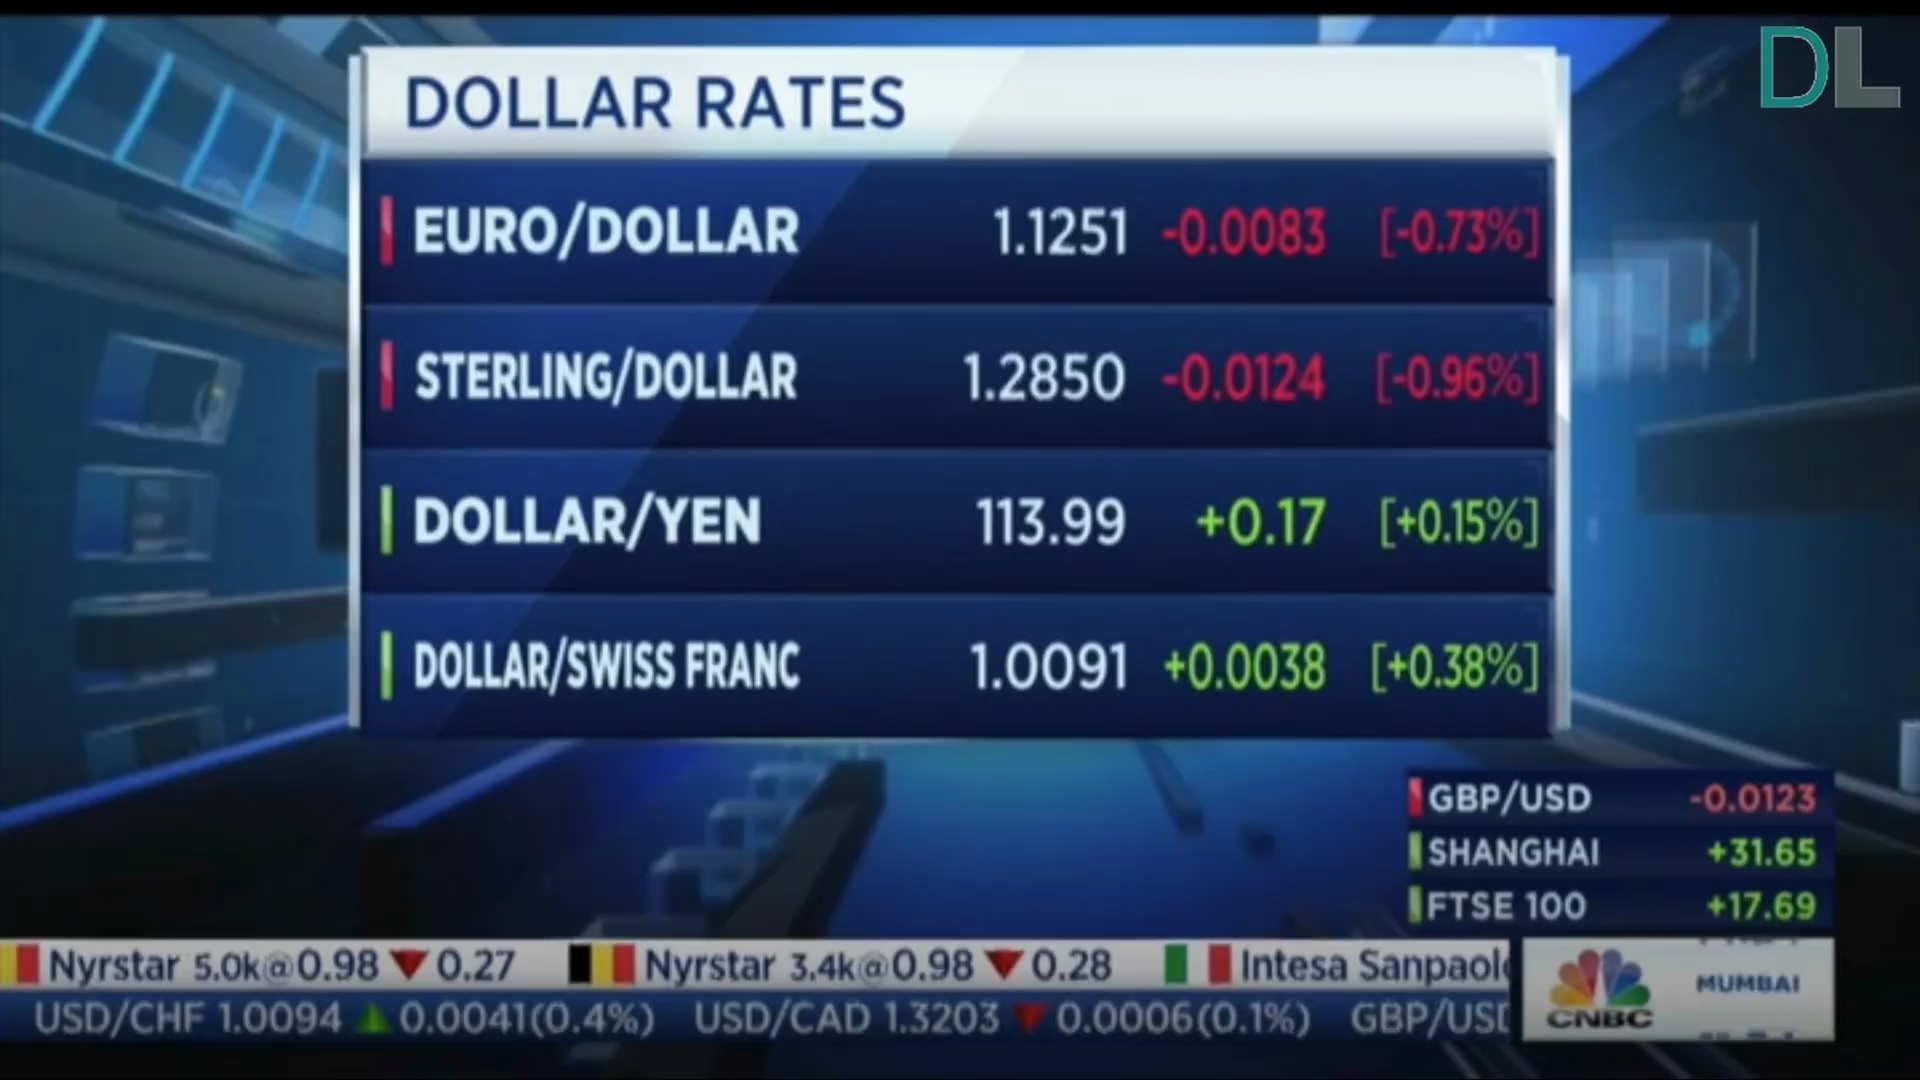 DL
DOLLAR RATES
EURO/DOLLAR 1.1251 -0.0083 [-0.73%]
STERLING/DOLLAR 1.2850 -0.0124 [-0.96%]
DOLLAR/YEN 113.99 +0.17 [+0.15%]
DOLLAR/SWISS FRANC 1.0091 +0.0038 [+0.38%]
GBP/USD -0.0123
SHANGHAI +31.65
FTSE 100 +17.69
Nyrstar 5.0k@0.98 ▼ 0.27 Nyrstar 3.4k@0.98 ▼ 0.28 Intesa Sanpaol
USD/CHF 1.0094 ▲ 0.0041(0.4%) USD/CAD 1.3203 ▼ 0.0006(0.1%) GBP/USD
CNBC
MUMBAI